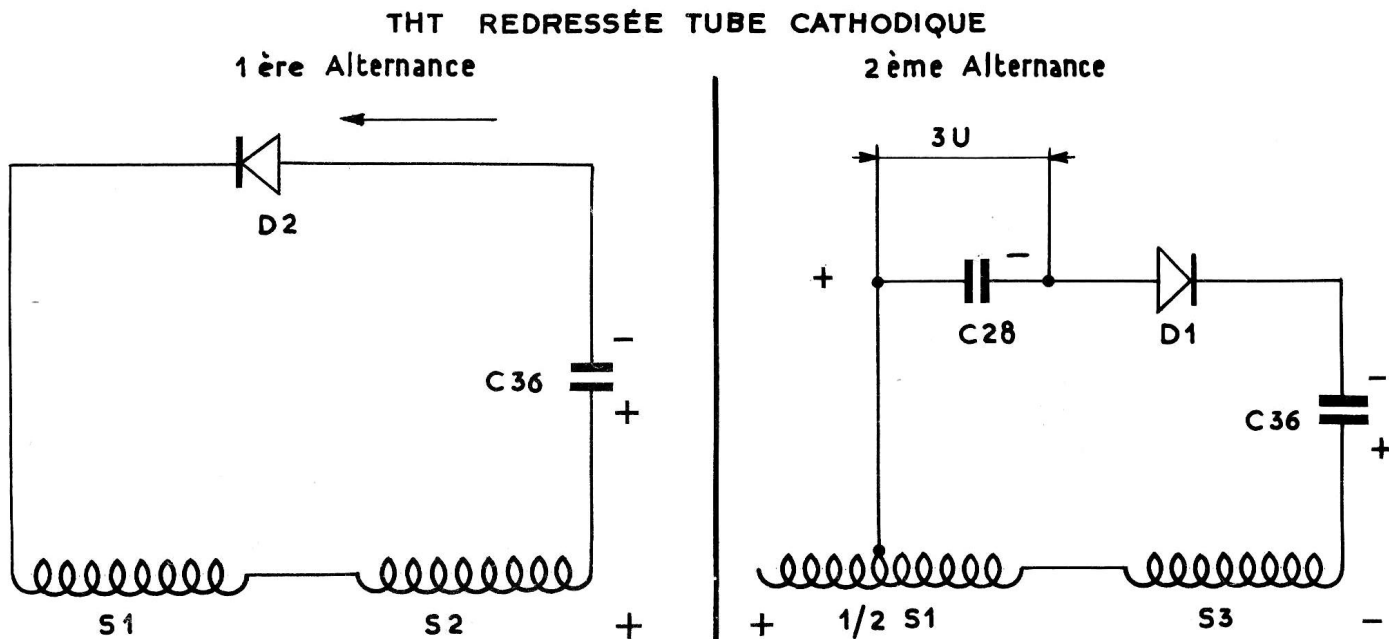 THT REDRESSÉE TUBE CATHODIQUE
1ère Alternance
D2
-
C36
+
S1 S2 +
2ème Alternance
3U
+ -
C28 D1
-
C36
+
+ 1/2 S1 S3 -